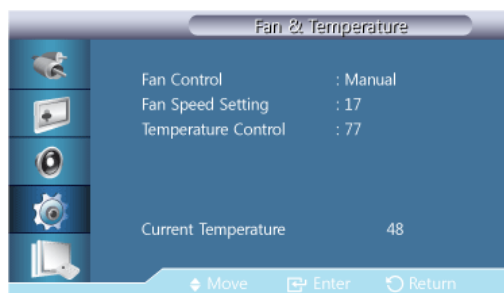 Fan & Temperature
Fan Control : Manual
Fan Speed Setting : 17
Temperature Control : 77
Current Temperature 48
Move Enter Return